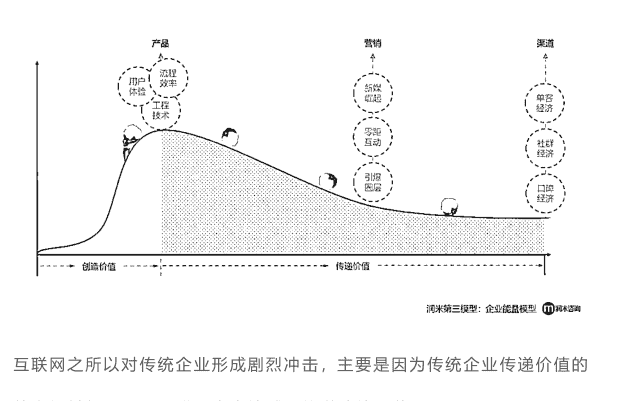 产品
营销
渠道
用户
体验
流程
效率
工程
技术
新媒
崛起
零距
互动
引爆
圈层
单客
经济
社群
经济
口碑
经济
创造价值
传递价值
润米第三模型：企业能量模型
润米咨询
互联网之所以对传统企业形成剧烈冲击，主要是因为传统企业传递价值的